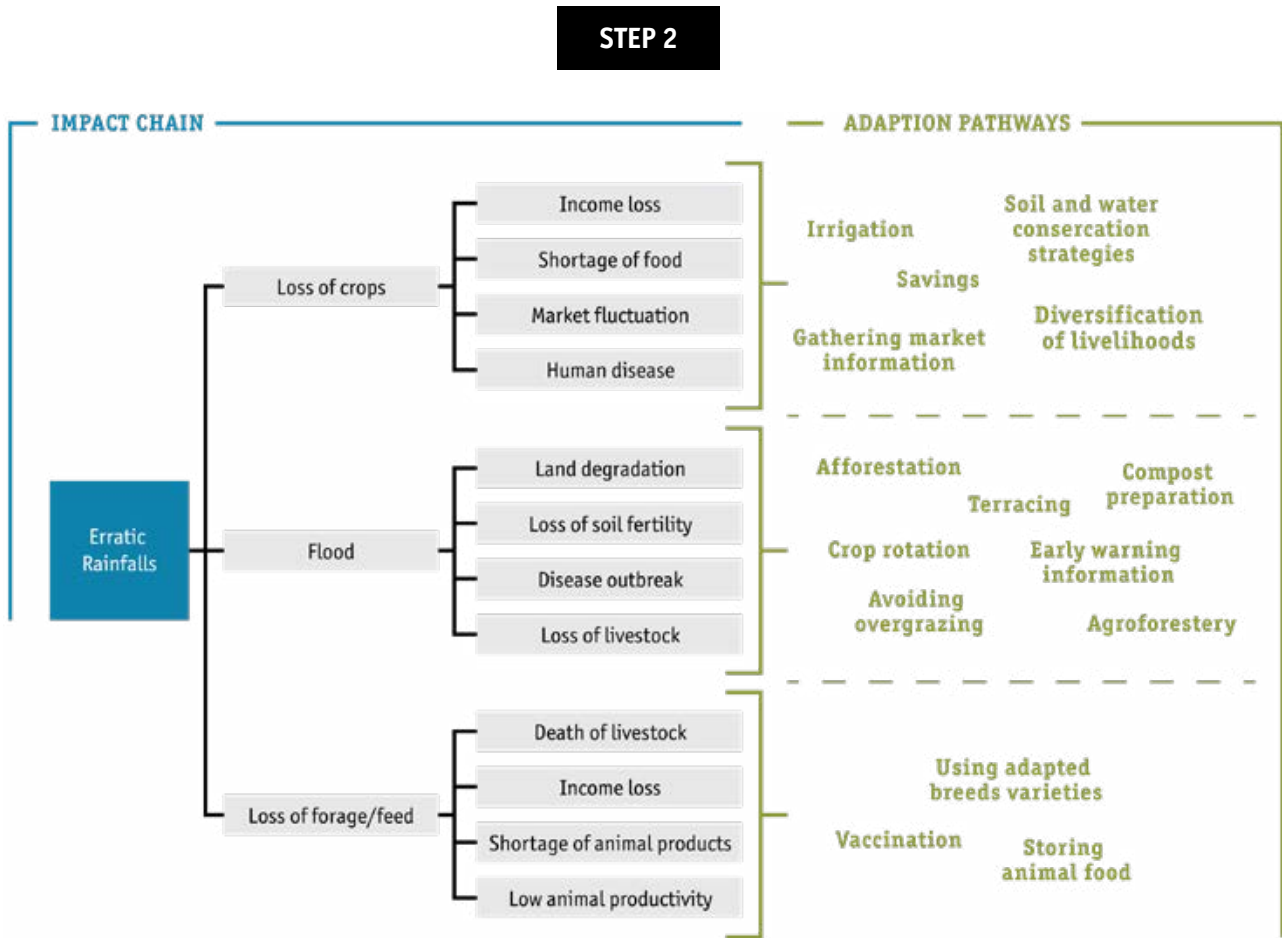 STEP 2
IMPACT CHAIN
ADAPTION PATHWAYS
Erratic
Rainfalls
Loss of crops
Income loss
Shortage of food
Market fluctuation
Human disease
Irrigation
Soil and water
consercation
strategies
Savings
Gathering market
information
Diversification
of livelihoods
Flood
Land degradation
Loss of soil fertility
Disease outbreak
Loss of livestock
Afforestation
Compost
preparation
Terracing
Crop rotation
Early warning
information
Avoiding
overgrazing
Agroforestery
Loss of forage/feed
Death of livestock
Income loss
Shortage of animal products
Low animal productivity
Using adapted
breeds varieties
Vaccination
Storing
animal food